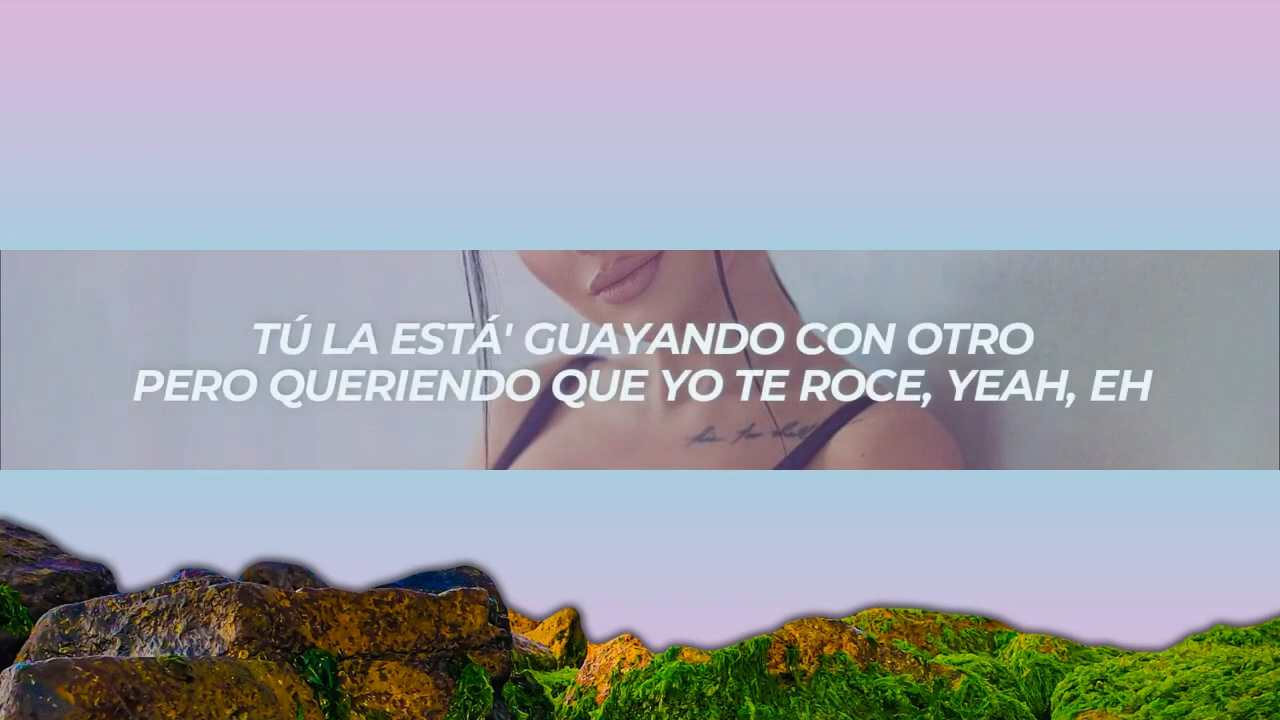 TÚ LA ESTÁ' GUAYANDO CON OTRO
PERO QUERIENDO QUE YO TE ROCE, YEAH, EH